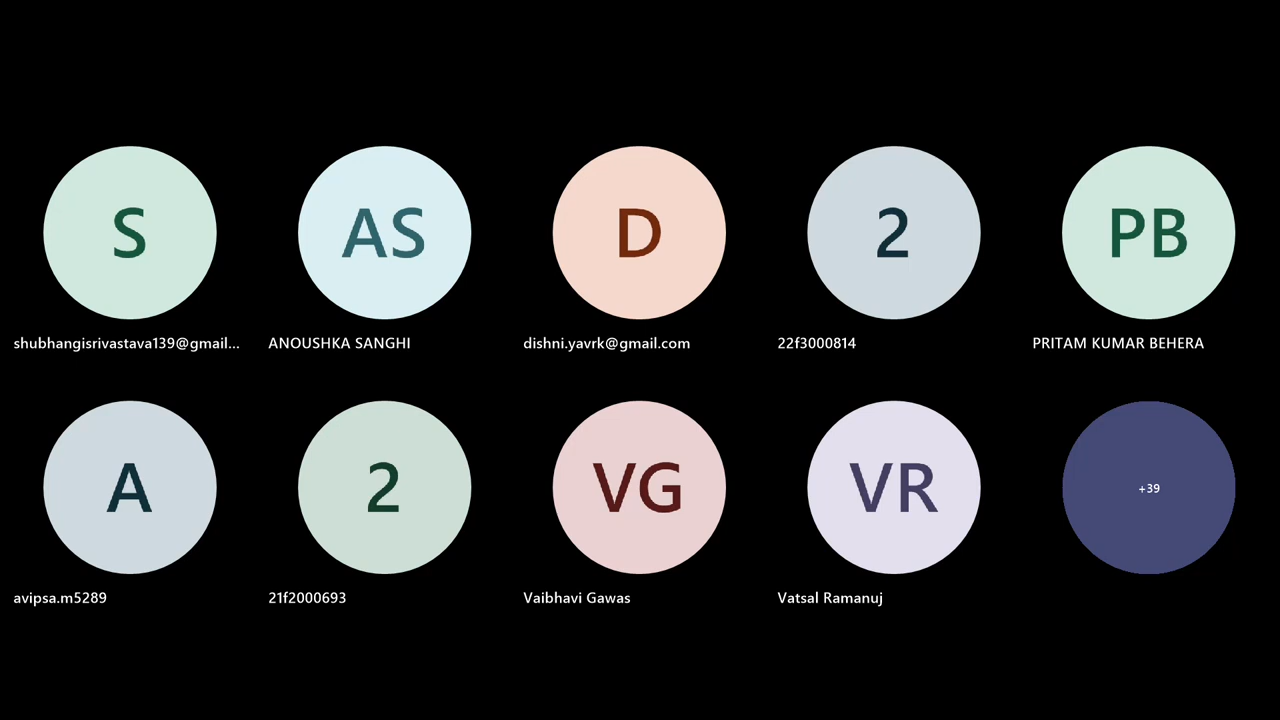 S AS D 2 PB
shubhangisrivastava139@gmail... ANOUSHKA SANGHI dishni.yavrk@gmail.com 22f3000814 PRITAM KUMAR BEHERA
A 2 VG VR +39
avipsa.m5289 21f2000693 Vaibhavi Gawas Vatsal Ramanuj